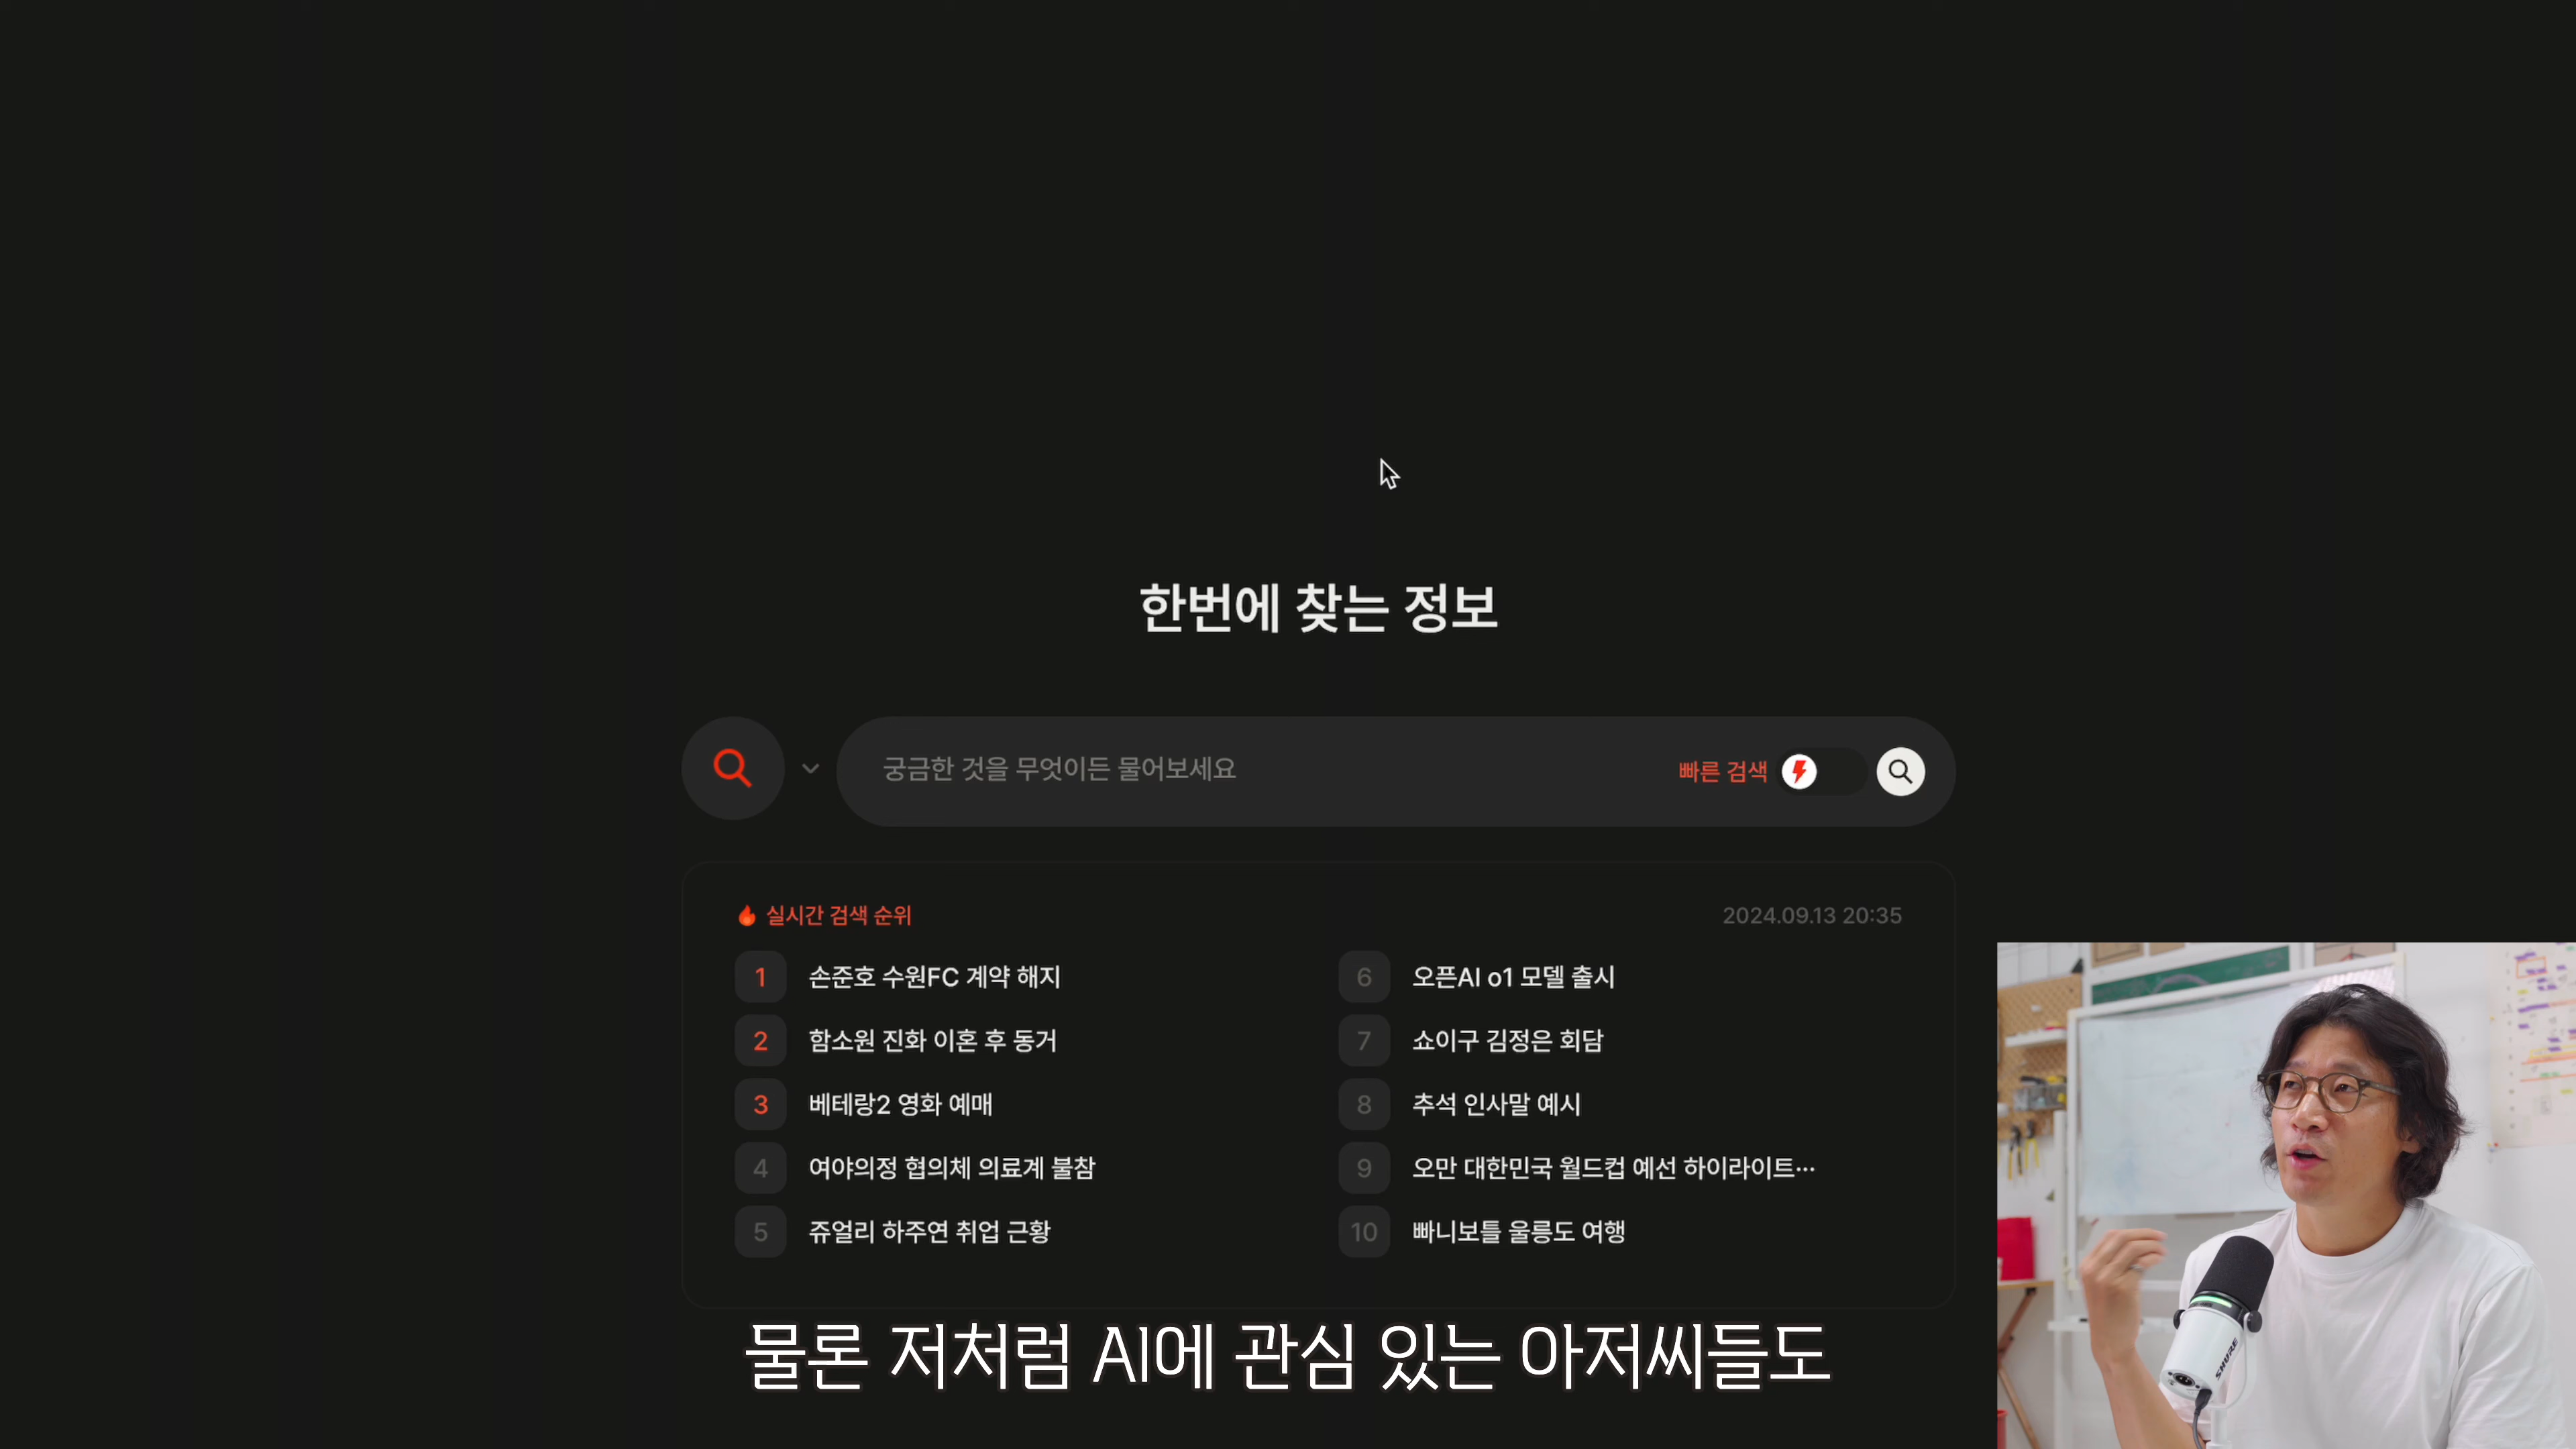 한번에 찾는 정보
궁금한 것을 무엇이든 물어보세요
빠른 검색
실시간 검색 순위
2024.09.13 20:35
1 손준호 수원FC 계약 해지
2 함소원 진화 이혼 후 동거
3 베테랑2 영화 예매
4 여야의정 협의체 의료계 불참
5 쥬얼리 하주연 취업 근황
6 오픈AI o1 모델 출시
7 쇼이구 김정은 회담
8 추석 인사말 예시
9 오만 대한민국 월드컵 예선 하이라이트···
10 빠니보틀 울릉도 여행
물론 저처럼 AI에 관심 있는 아저씨들도
SHURE